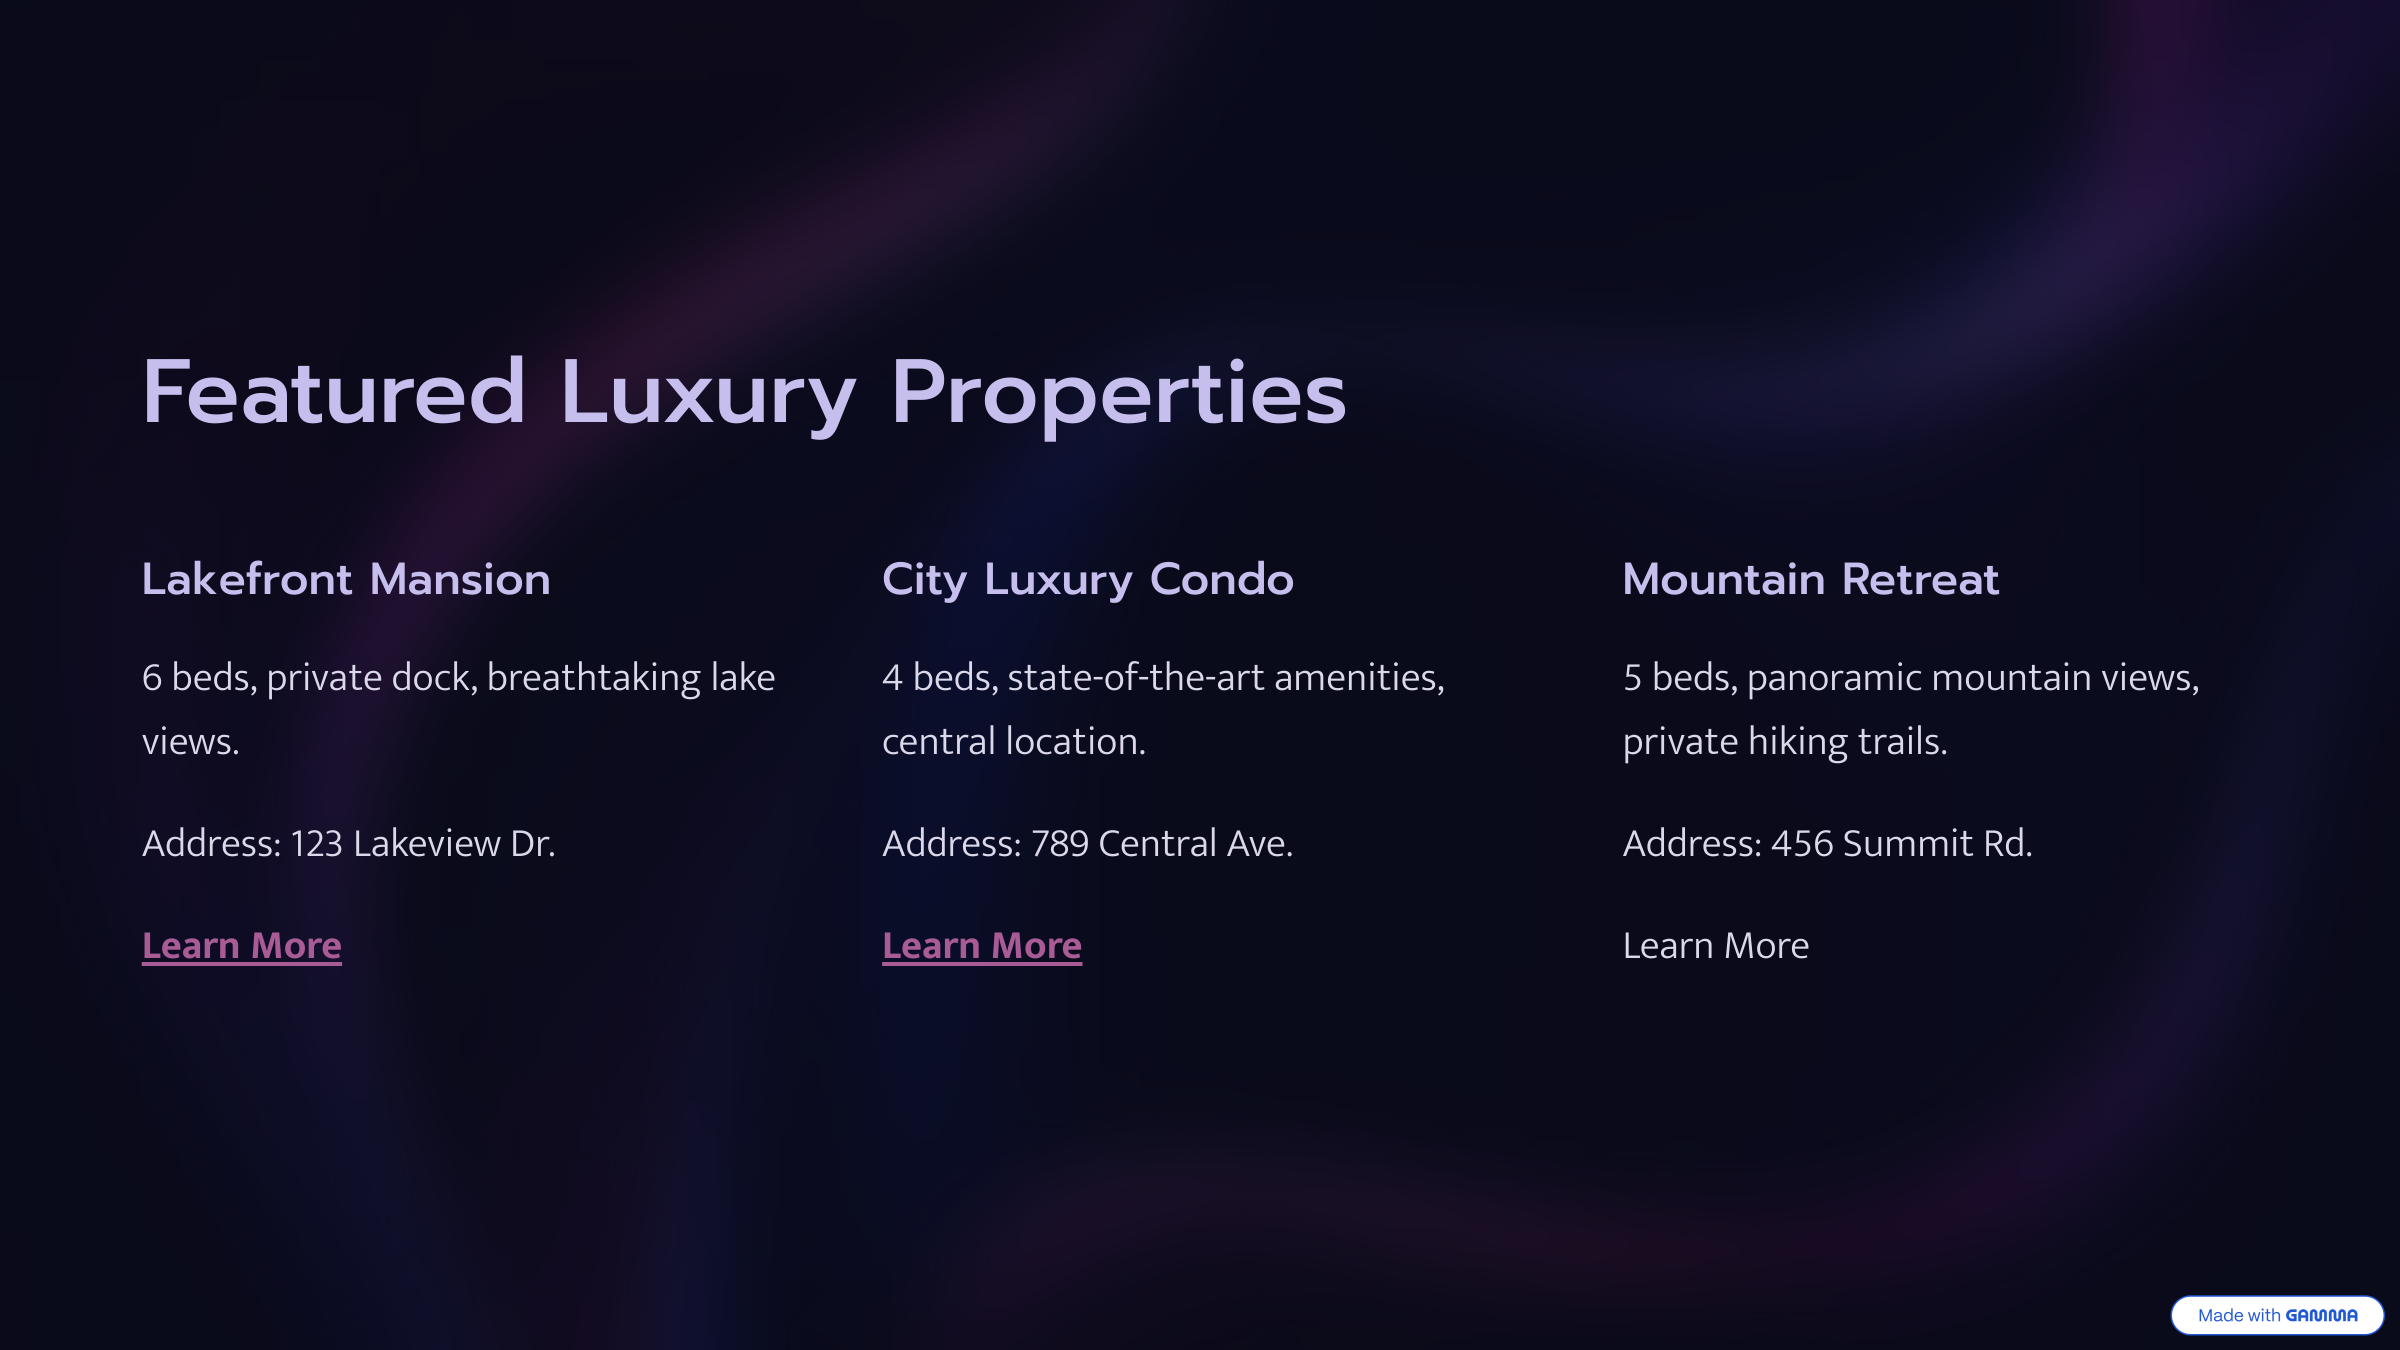 Featured Luxury Properties
Lakefront Mansion
6 beds, private dock, breathtaking lake
views.
Address: 123 Lakeview Dr.
Learn More
City Luxury Condo
4 beds, state-of-the-art amenities,
central location.
Address: 789 Central Ave.
Learn More
Mountain Retreat
5 beds, panoramic mountain views,
private hiking trails.
Address: 456 Summit Rd.
Learn More
Made with GAMMA